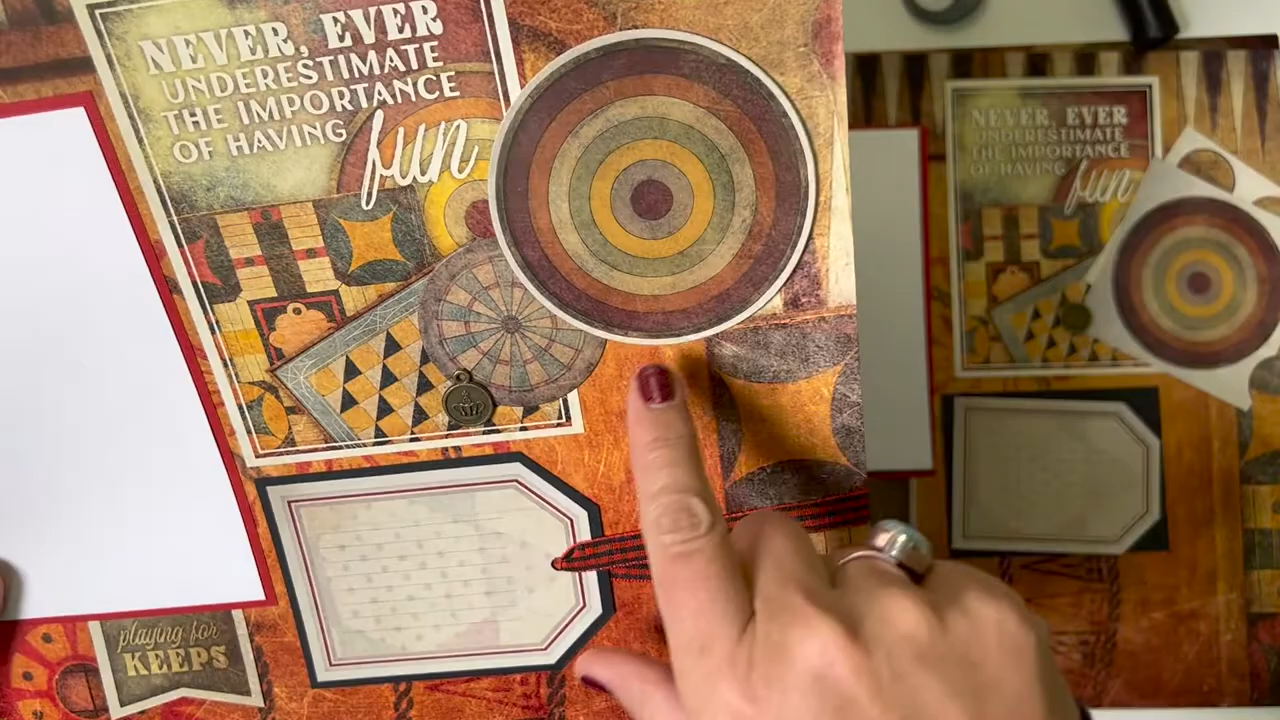 NEVER, EVER
UNDERESTIMATE
THE IMPORTANCE
OF HAVING fun
playing for
KEEPS
NEVER, EVER
UNDERESTIMATE
THE IMPORTANCE
OF HAVING fun